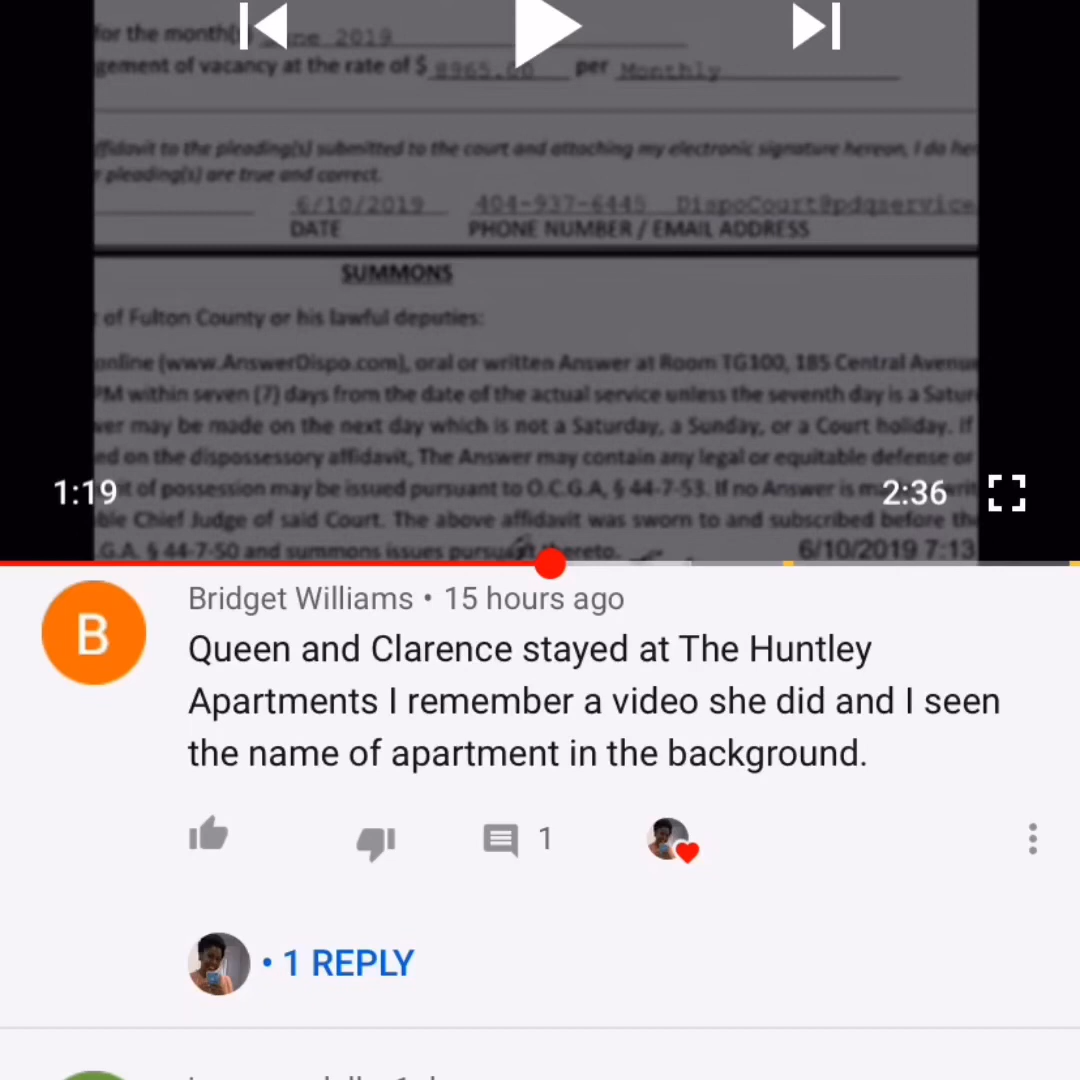 for the month(s) June 2019
gement of vacancy at the rate of $ 8965.00 per Monthly
ffidavit to the pleading(s) submitted to the court and attaching my electronic signature hereon, I do her
pleading(s) are true and correct.
6/10/2019 404-937-6445 DispoCourt@pdqservice
DATE PHONE NUMBER / EMAIL ADDRESS
SUMMONS
of Fulton County or his lawful deputies:
online (www.AnswerDispo.com), oral or written Answer at Room TG100, 185 Central Avenue
PM within seven (7) days from the date of the actual service unless the seventh day is a Satur
wer may be made on the next day which is not a Saturday, a Sunday, or a Court holiday. If
ed on the dispossessory affidavit, The Answer may contain any legal or equitable defense or
1:19 of possession may be issued pursuant to O.C.G.A. § 44-7-53. If no Answer is 2:36
ble Chief Judge of said Court. The above affidavit was sworn to and subscribed before th
.G.A. § 44-7-50 and summons issues pursuant thereto. 6/10/2019 7:13
B
Bridget Williams • 15 hours ago
Queen and Clarence stayed at The Huntley
Apartments I remember a video she did and I seen
the name of apartment in the background.
1
• 1 REPLY